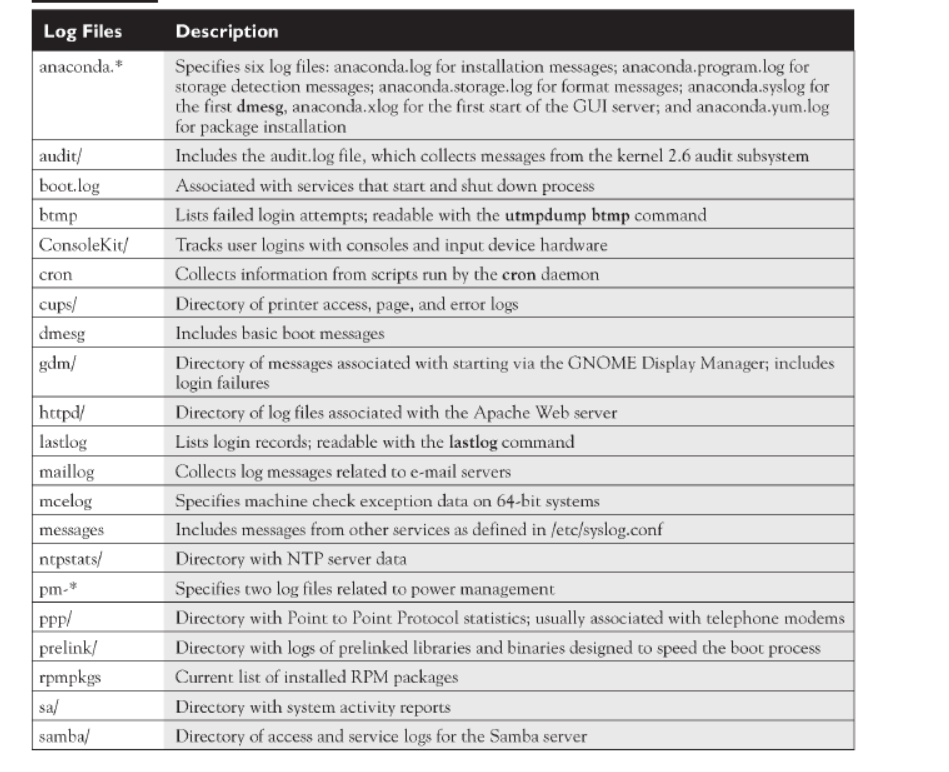 Log Files Description
anaconda.* Specifies six log files: anaconda.log for installation messages; anaconda.program.log for
storage detection messages; anaconda.storage.log for format messages; anaconda.syslog for
the first dmesg, anaconda.xlog for the first start of the GUI server; and anaconda.yum.log
for package installation
audit/ Includes the audit.log file, which collects messages from the kernel 2.6 audit subsystem
boot.log Associated with services that start and shut down process
btmp Lists failed login attempts; readable with the utmpdump btmp command
ConsoleKit/ Tracks user logins with consoles and input device hardware
cron Collects information from scripts run by the cron daemon
cups/ Directory of printer access, page, and error logs
dmesg Includes basic boot messages
gdm/ Directory of messages associated with starting via the GNOME Display Manager; includes
login failures
httpd/ Directory of log files associated with the Apache Web server
lastlog Lists login records; readable with the lastlog command
maillog Collects log messages related to e-mail servers
mcelog Specifies machine check exception data on 64-bit systems
messages Includes messages from other services as defined in /etc/syslog.conf
ntpstats/ Directory with NTP server data
pm-* Specifies two log files related to power management
ppp/ Directory with Point to Point Protocol statistics; usually associated with telephone modems
prelink/ Directory with logs of prelinked libraries and binaries designed to speed the boot process
rpmpkgs Current list of installed RPM packages
sa/ Directory with system activity reports
samba/ Directory of access and service logs for the Samba server